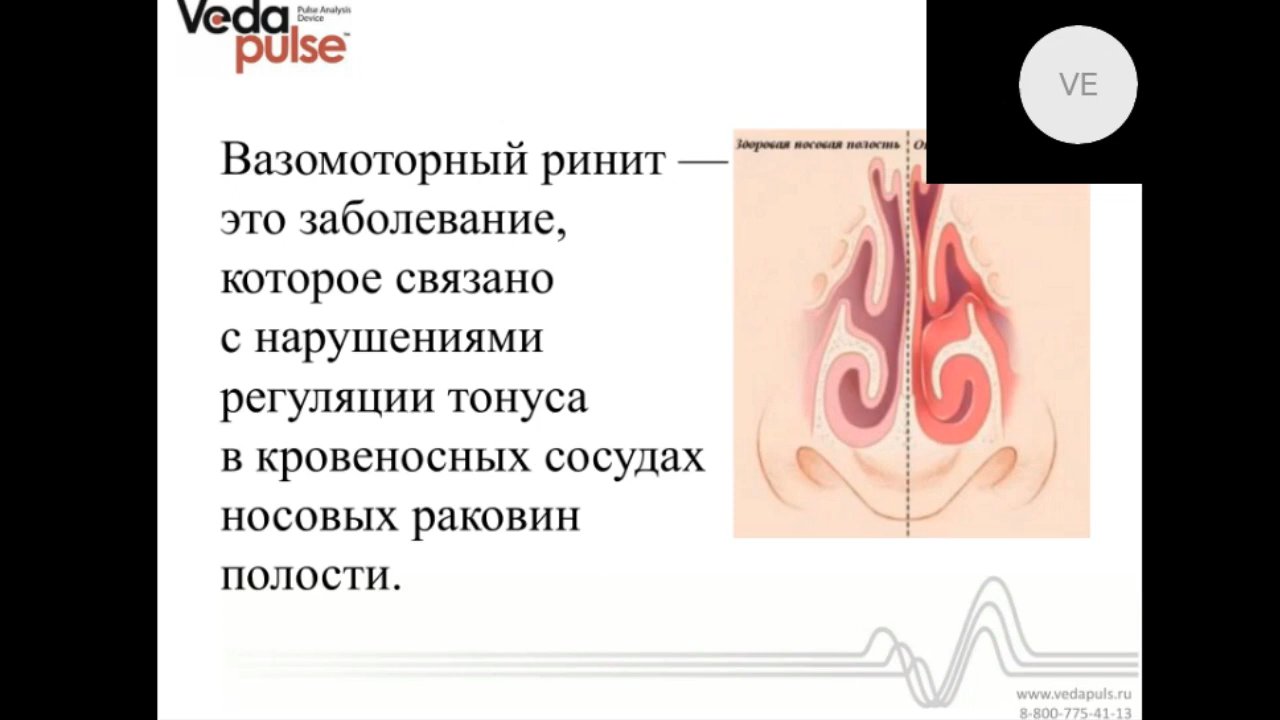 Veda
Pulse Analysis
Device
pulse™
VE
Вазомоторный ринит —
это заболевание,
которое связано
с нарушениями
регуляции тонуса
в кровеносных сосудах
носовых раковин
полости.
Здоровая носовая полость
www.vedapuls.ru
8-800-775-41-13